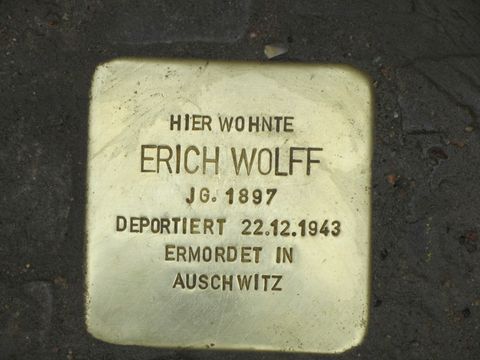 HIER WOHNTE
ERICH WOLFF
JG. 1897
DEPORTIERT 22.12.1943
ERMORDET IN
AUSCHWITZ